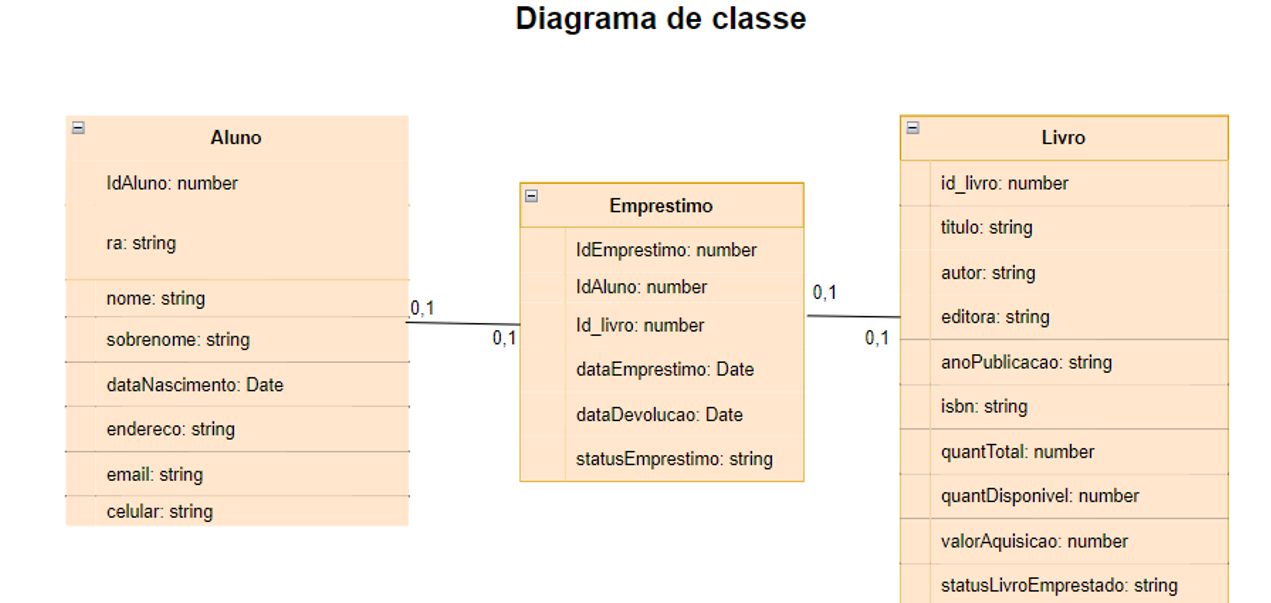 Diagrama de classe
Aluno
IdAluno: number
ra: string
nome: string
sobrenome: string
dataNascimento: Date
endereco: string
email: string
celular: string
0,1
0,1
Emprestimo
IdEmprestimo: number
IdAluno: number
Id_livro: number
dataEmprestimo: Date
dataDevolucao: Date
statusEmprestimo: string
0,1
0,1
Livro
id_livro: number
titulo: string
autor: string
editora: string
anoPublicacao: string
isbn: string
quantTotal: number
quantDisponivel: number
valorAquisicao: number
statusLivroEmprestado: string